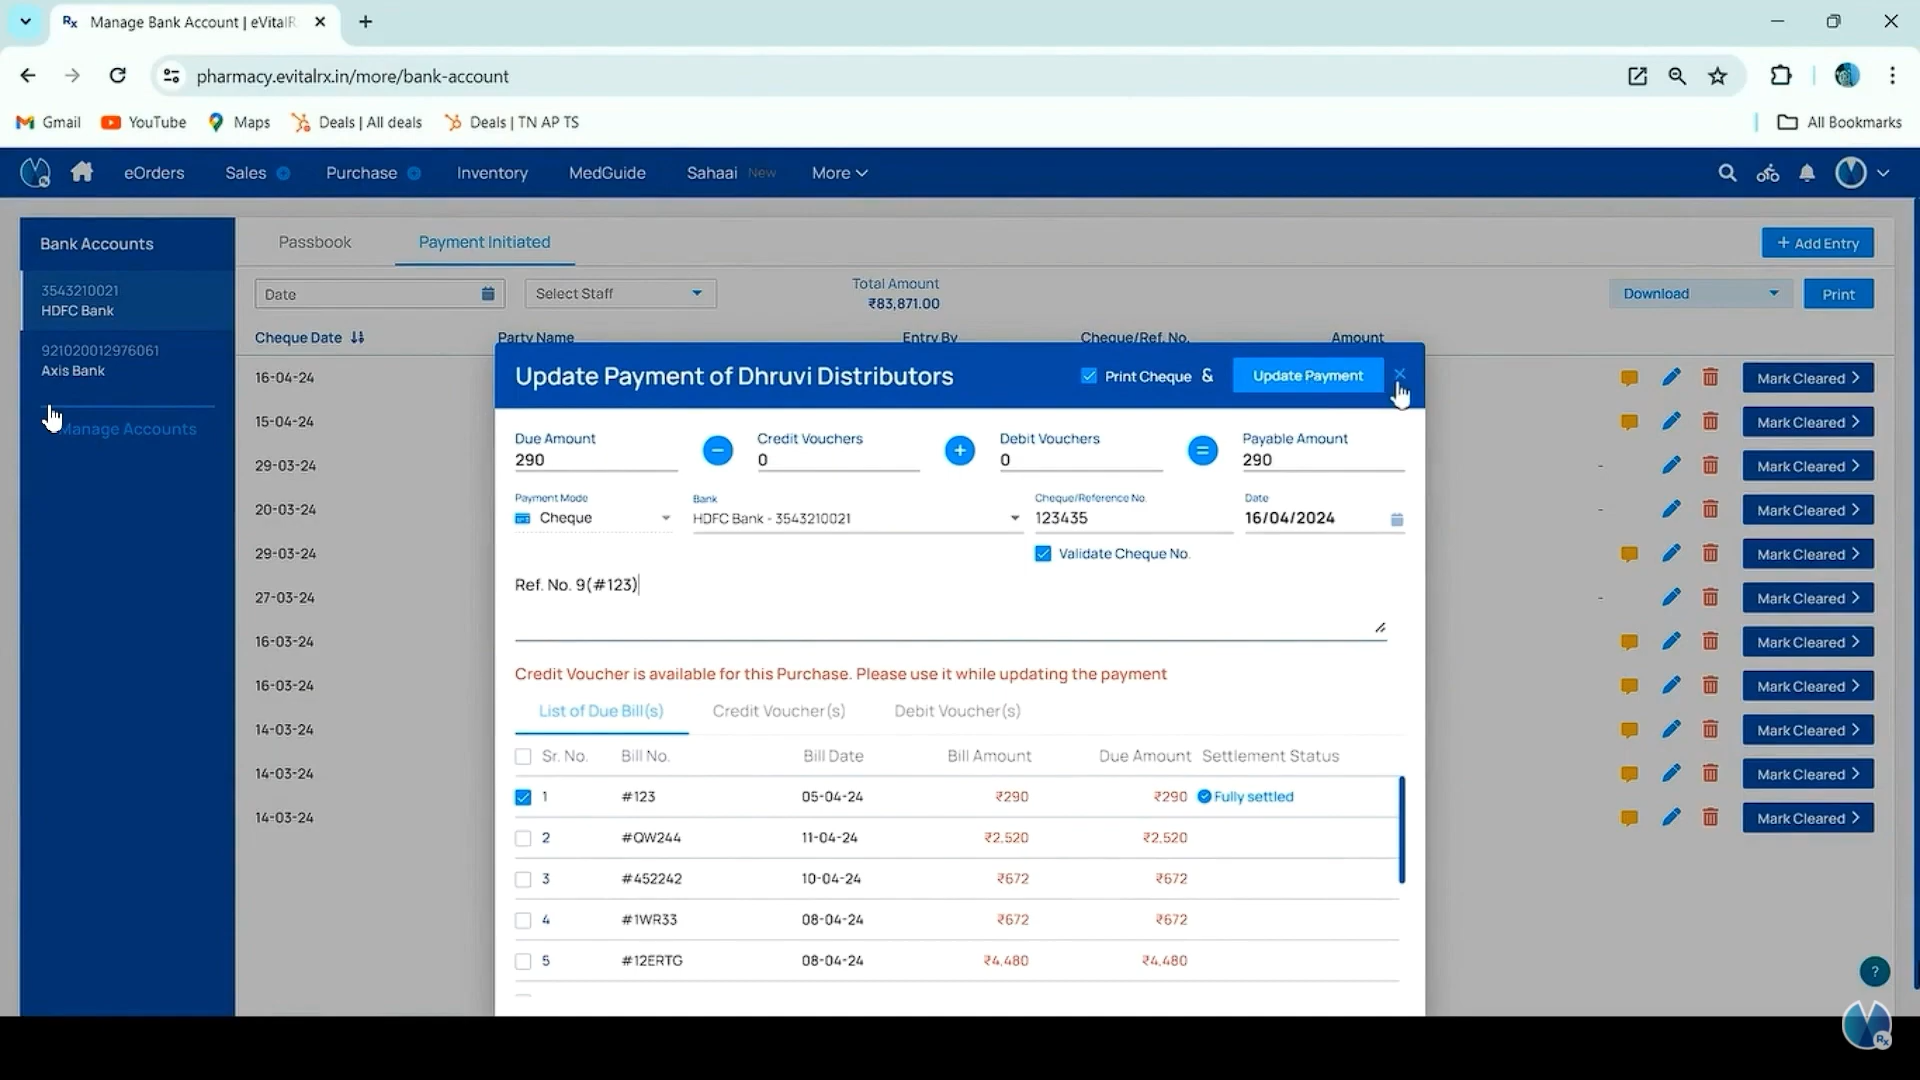 Manage Bank Account | eVitalR
pharmacy.evitalrx.in/more/bank-account
Gmail YouTube Maps Deals | All deals Deals | TN AP TS All Bookmarks
eOrders Sales Purchase Inventory MedGuide Sahaai New More
Bank Accounts
3543210021
HDFC Bank
921020012976061
Axis Bank
Manage Accounts
Passbook Payment Initiated + Add Entry
Date Select Staff Total Amount
₹83,871.00
Download Print
Cheque Date Party Name Entry By Cheque/Ref. No. Amount
16-04-24 Mark Cleared
15-04-24 Mark Cleared
29-03-24 - Mark Cleared
20-03-24 - Mark Cleared
29-03-24 Mark Cleared
27-03-24 - Mark Cleared
16-03-24 Mark Cleared
16-03-24 Mark Cleared
14-03-24 Mark Cleared
14-03-24 Mark Cleared
14-03-24 Mark Cleared
Update Payment of Dhruvi Distributors Print Cheque & Update Payment
Due Amount Credit Vouchers Debit Vouchers Payable Amount
290 − 0 + 0 = 290
Payment Mode Bank Cheque/Reference No. Date
Cheque HDFC Bank - 3543210021 123435 16/04/2024
Validate Cheque No.
Ref. No. 9(#123)
Credit Voucher is available for this Purchase. Please use it while updating the payment
List of Due Bill(s) Credit Voucher(s) Debit Voucher(s)
Sr. No. Bill No. Bill Date Bill Amount Due Amount Settlement Status
1 #123 05-04-24 ₹290 ₹290 Fully settled
2 #QW244 11-04-24 ₹2,520 ₹2,520
3 #452242 10-04-24 ₹672 ₹672
4 #1WR33 08-04-24 ₹672 ₹672
5 #12ERTG 08-04-24 ₹4,480 ₹4,480
?
Rx